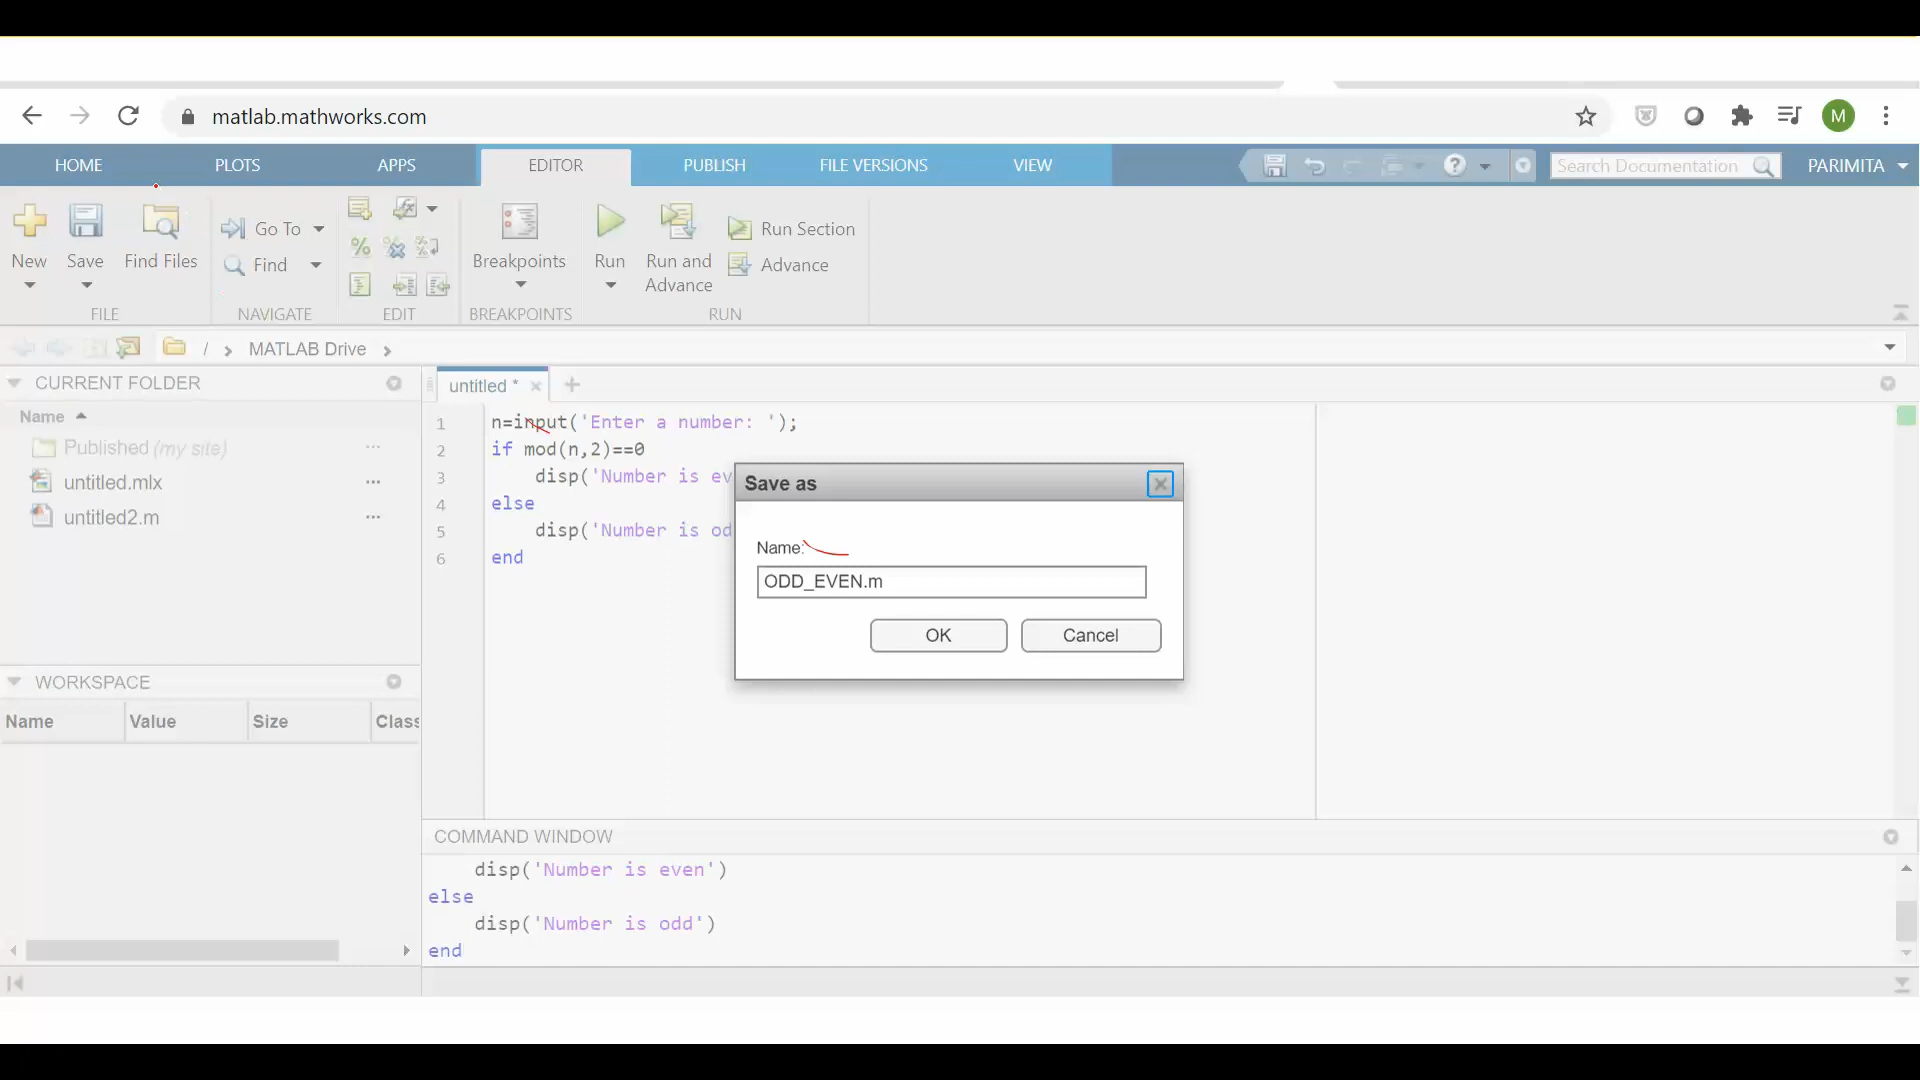 matlab.mathworks.com
M
HOME
PLOTS
APPS
EDITOR
PUBLISH
FILE VERSIONS
VIEW
Search Documentation
PARIMITA
New
Save
Find Files
FILE
Go To
Find
NAVIGATE
EDIT
Breakpoints
BREAKPOINTS
Run
Run and
Advance
Run Section
Advance
RUN
/ > MATLAB Drive >
CURRENT FOLDER
Name
Published (my site)
untitled.mlx
untitled2.m
WORKSPACE
Name Value Size Class
untitled *
1 n=input('Enter a number: ');
2 if mod(n,2)==0
3 disp('Number is ev
4 else
5 disp('Number is od
6 end
Save as
Name:
ODD_EVEN.m
OK
Cancel
COMMAND WINDOW
disp('Number is even')
else
disp('Number is odd')
end